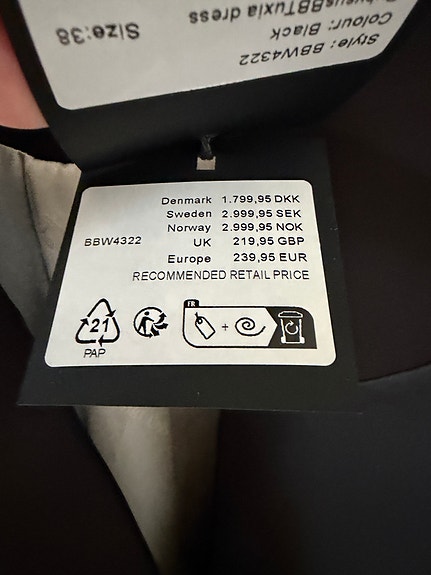 Style: BBW4322
Colour: Black
dress
Size:38
BBW4322
Denmark 1.799,95 DKK
Sweden 2.999,95 SEK
Norway 2.999,95 NOK
UK 219,95 GBP
Europe 239,95 EUR
RECOMMENDED RETAIL PRICE
21
PAP
FR
+